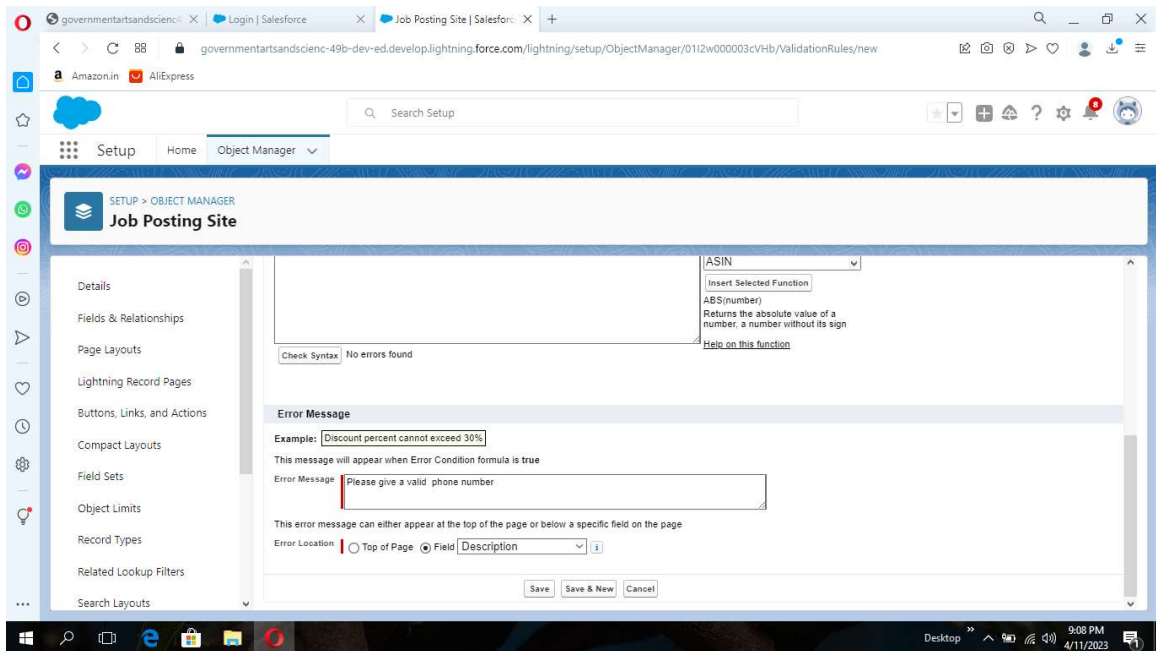 governmentartsandscience
Login | Salesforce
Job Posting Site | Salesforc
governmentartsandscienc-49b-dev-ed.develop.lightning.force.com/lightning/setup/ObjectManager/01I2w000003cVHb/ValidationRules/new
a Amazon.in AliExpress
Search Setup
8
Setup Home Object Manager
SETUP > OBJECT MANAGER
Job Posting Site
Details
Fields & Relationships
Page Layouts
Lightning Record Pages
Buttons, Links, and Actions
Compact Layouts
Field Sets
Object Limits
Record Types
Related Lookup Filters
Search Layouts
ASIN
Insert Selected Function
ABS(number)
Returns the absolute value of a
number, a number without its sign
Help on this function
Check Syntax No errors found
Error Message
Example: Discount percent cannot exceed 30%
This message will appear when Error Condition formula is true
Error Message Please give a valid phone number
This error message can either appear at the top of the page or below a specific field on the page
Error Location Top of Page Field Description i
Save Save & New Cancel
Desktop
9:08 PM
4/11/2023
1